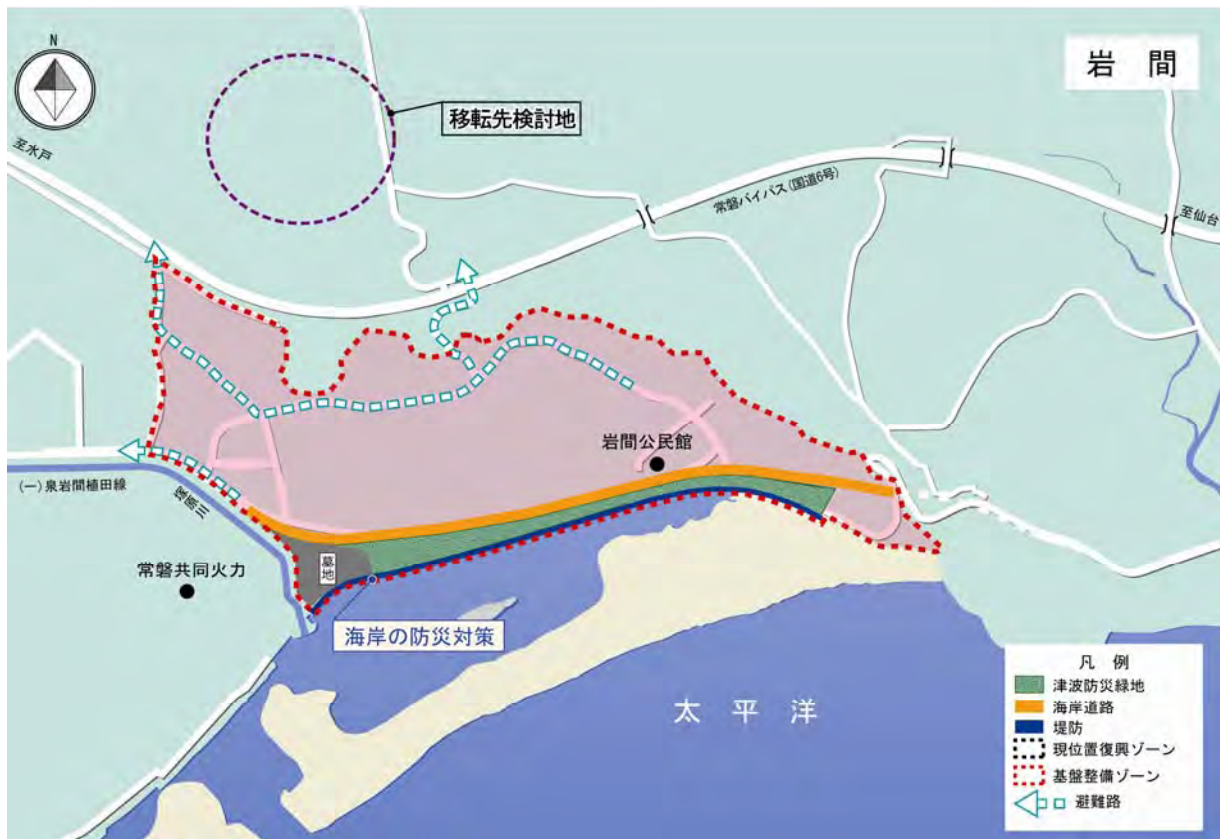 N
岩間
移転先検討地
至水戸
常磐バイパス(国道6号)
至仙台
岩間公民館
(一)泉岩間植田線
塚原川
常磐共同火力
墓地
海岸の防災対策
太平洋
凡例
津波防災緑地
海岸道路
堤防
現位置復興ゾーン
基盤整備ゾーン
避難路